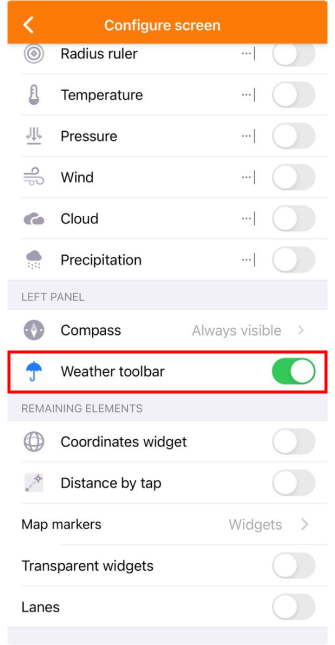 Configure screen
Radius ruler
Temperature
Pressure
Wind
Cloud
Precipitation
LEFT PANEL
Compass Always visible
Weather toolbar
REMAINING ELEMENTS
Coordinates widget
Distance by tap
Map markers Widgets
Transparent widgets
Lanes